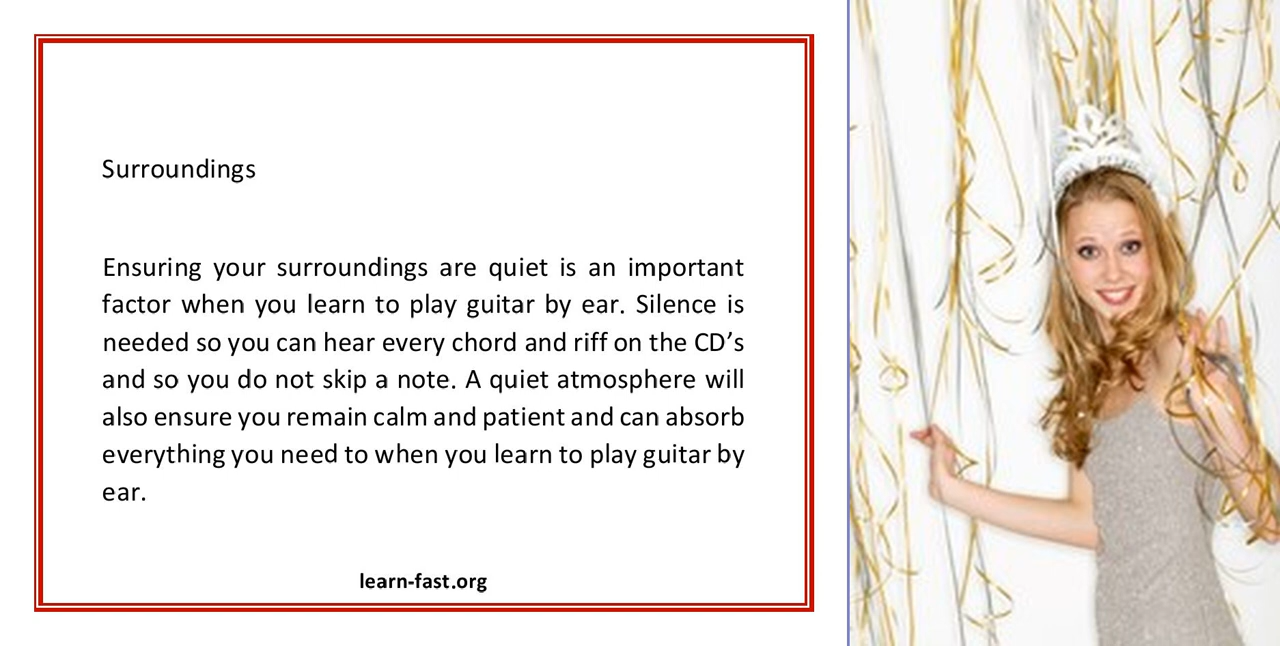 Surroundings
Ensuring your surroundings are quiet is an important
factor when you learn to play guitar by ear. Silence is
needed so you can hear every chord and riff on the CD’s
and so you do not skip a note. A quiet atmosphere will
also ensure you remain calm and patient and can absorb
everything you need to when you learn to play guitar by
ear.
learn-fast.org